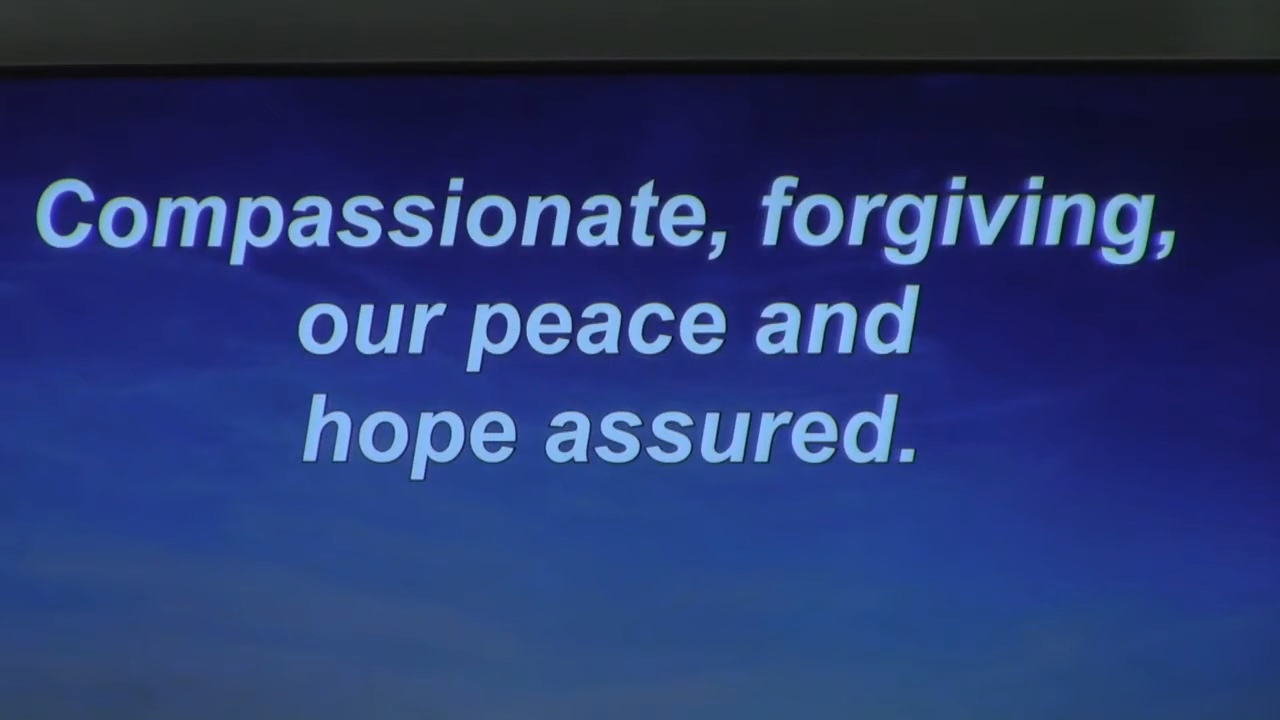 Compassionate, forgiving,
our peace and
hope assured.